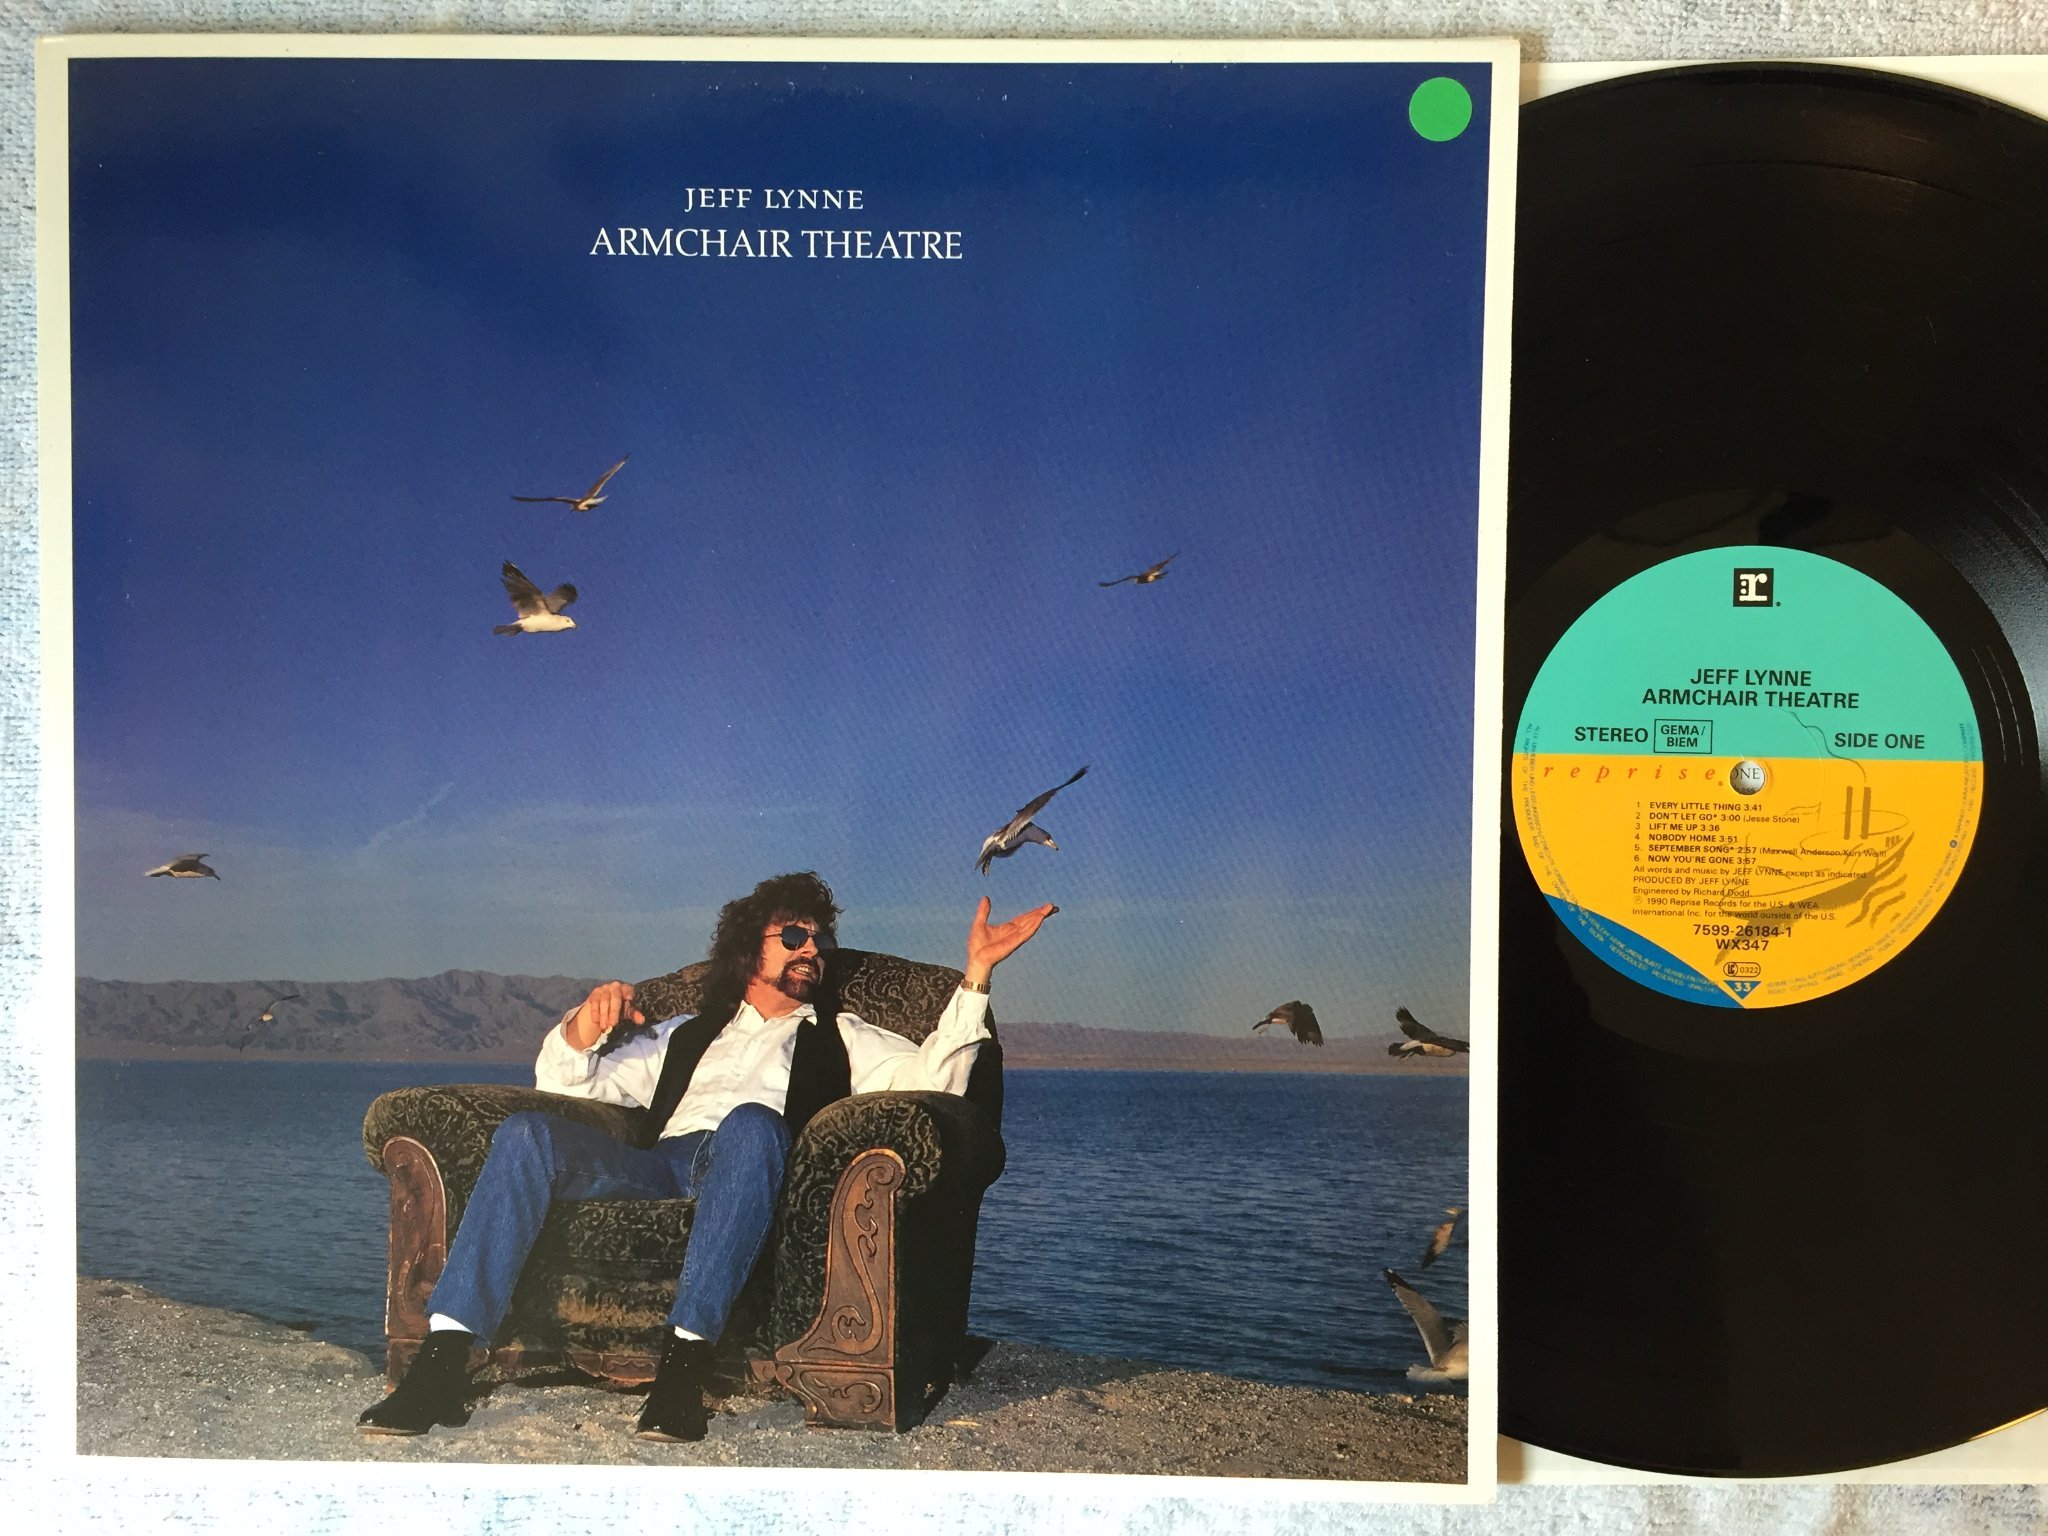 JEFF LYNNE
ARMCHAIR THEATRE
r
JEFF LYNNE
ARMCHAIR THEATRE
STEREO GEMA/ BIEM SIDE ONE
reprise
ONE
1. EVERY LITTLE THING 3:41
2. DON'T LET GO* 3:00 (Jesse Stone)
3. LIFT ME UP 3:36
4. NOBODY HOME 3:51
5. SEPTEMBER SONG* 2:57 (Maxwell Anderson/Kurt Weill)
6. NOW YOU'RE GONE 3:57
All words and music by JEFF LYNNE except as indicated
PRODUCED BY JEFF LYNNE
Engineered by Richard Dodd
℗ 1990 Reprise Records for the U.S. & WEA
International Inc. for the world outside of the U.S.
7599-26184-1
WX347
LC 0322
33